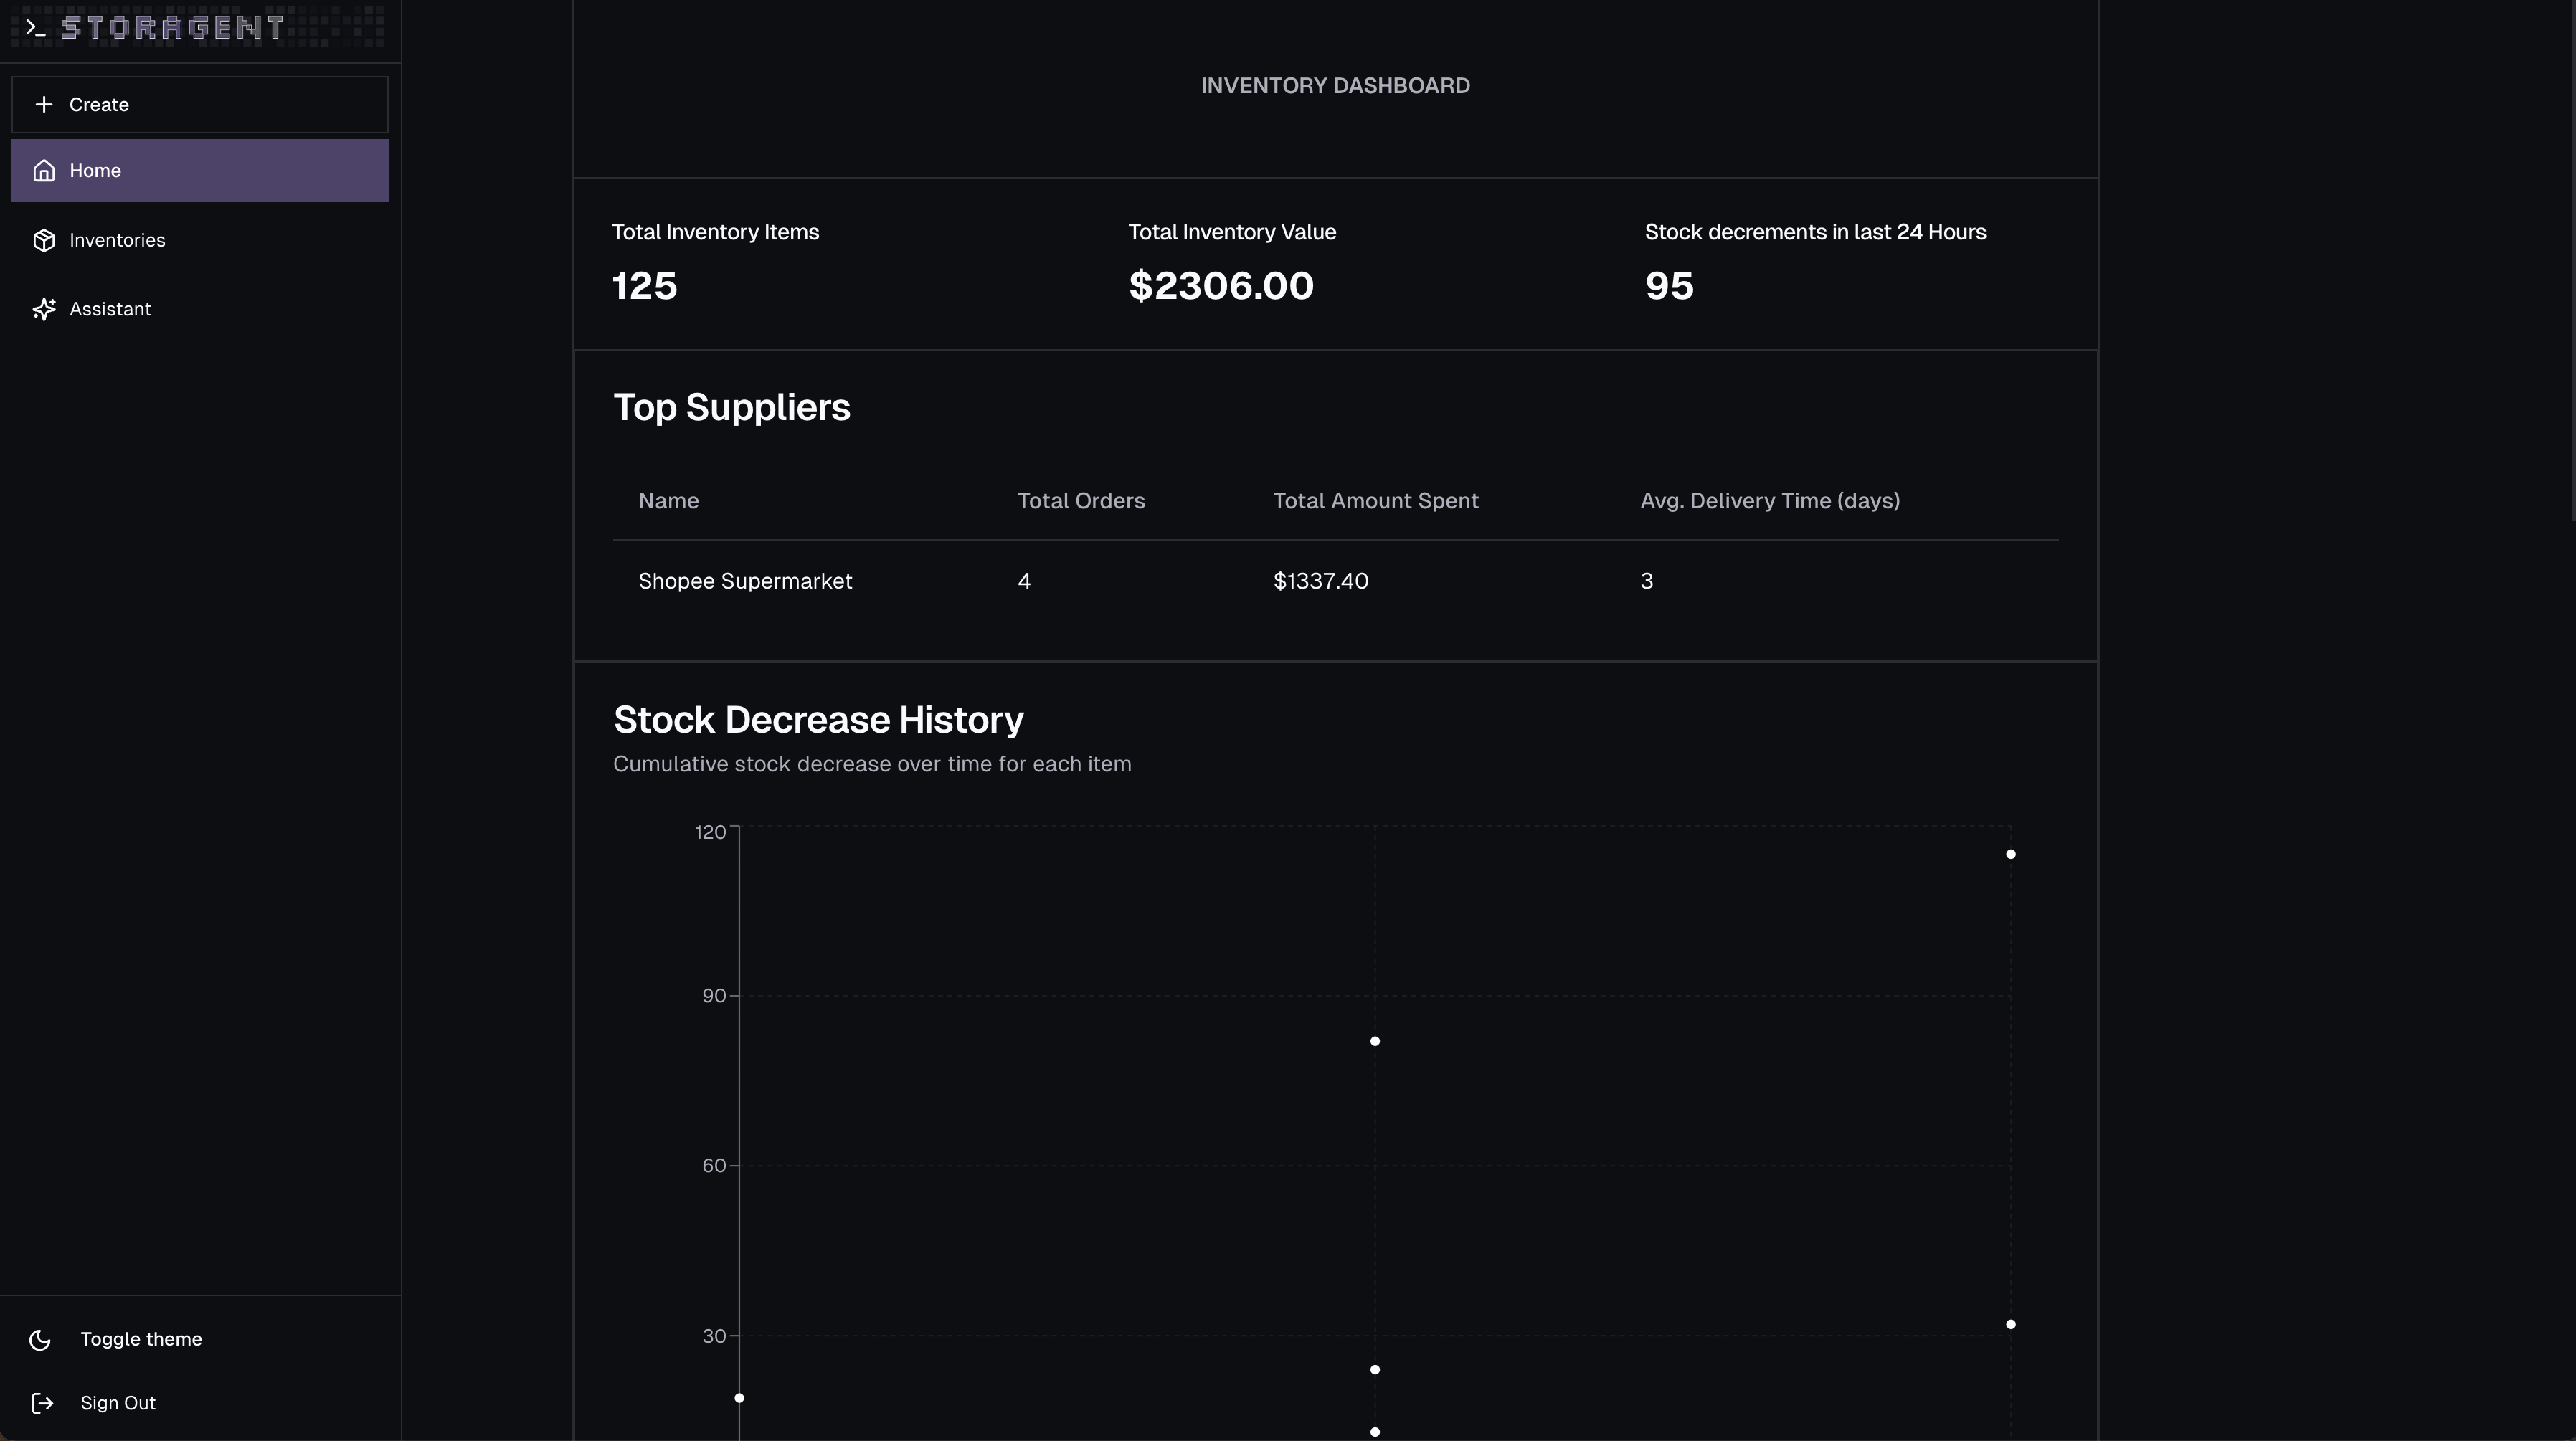 STORAGENT
Create
Home
Inventories
Assistant
Toggle theme
Sign Out
INVENTORY DASHBOARD
Total Inventory Items
125
Total Inventory Value
$2306.00
Stock decrements in last 24 Hours
95
Top Suppliers
Name Total Orders Total Amount Spent Avg. Delivery Time (days)
Shopee Supermarket 4 $1337.40 3
Stock Decrease History
Cumulative stock decrease over time for each item
120
90
60
30